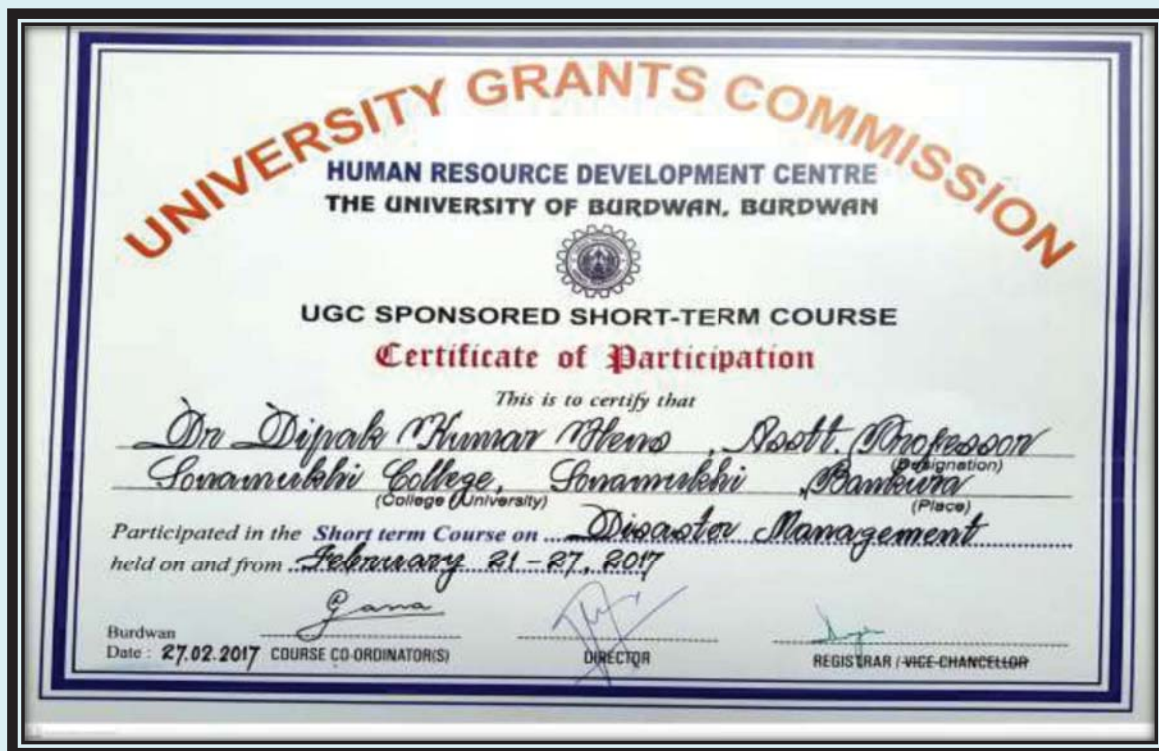 UNIVERSITY GRANTS COMMISSION
HUMAN RESOURCE DEVELOPMENT CENTRE
THE UNIVERSITY OF BURDWAN, BURDWAN
UGC SPONSORED SHORT-TERM COURSE
Certificate of Participation
This is to certify that
Dr Dipak Kumar Hens, Asstt. Professor
(Designation)
Sonamukhi College, Sonamukhi, Bankura
(College / University) (Place)
Participated in the Short term Course on Disaster Management
held on and from February 21-27, 2017
Burdwan
Date : 27.02.2017 COURSE CO-ORDINATOR(S) DIRECTOR REGISTRAR / VICE-CHANCELLOR